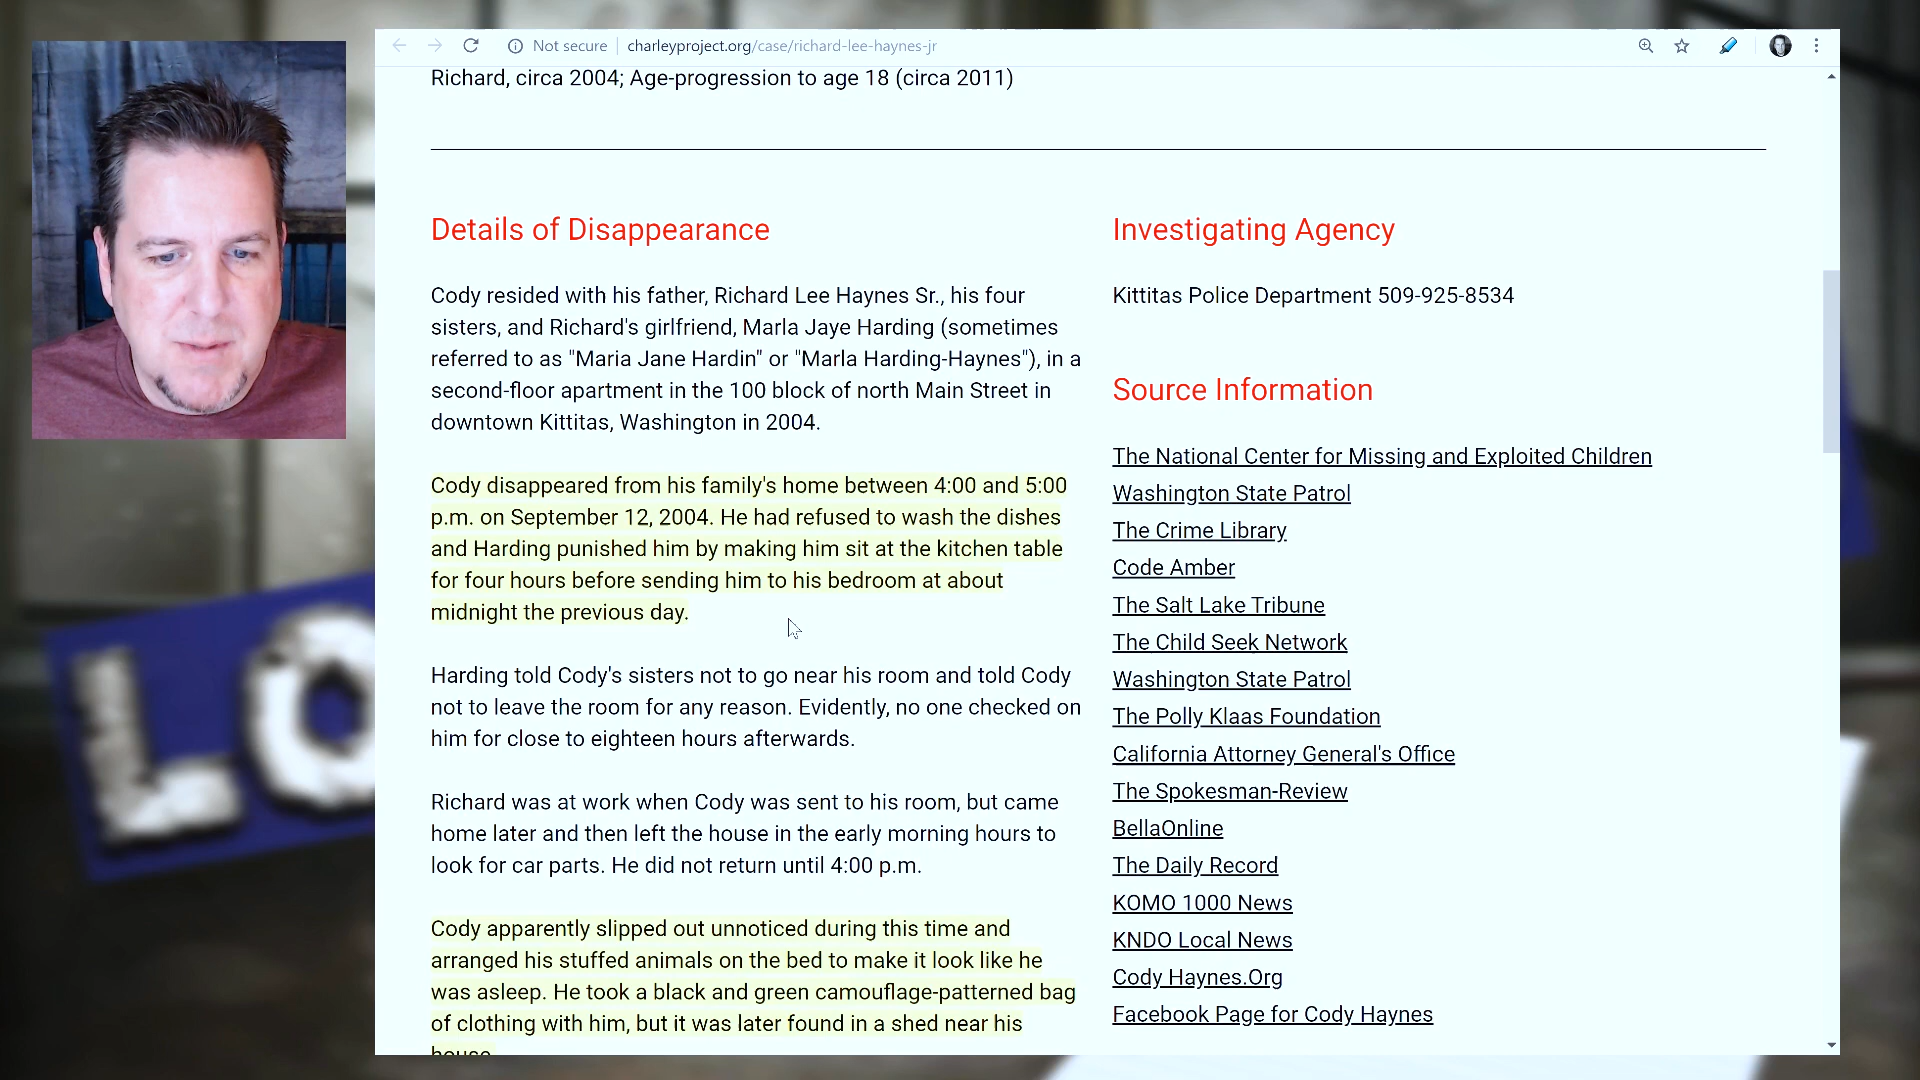 Not secure
charleyproject.org/case/richard-lee-haynes-jr
Richard, circa 2004; Age-progression to age 18 (circa 2011)
Details of Disappearance
Cody resided with his father, Richard Lee Haynes Sr., his four
sisters, and Richard's girlfriend, Marla Jaye Harding (sometimes
referred to as "Maria Jane Hardin" or "Marla Harding-Haynes"), in a
second-floor apartment in the 100 block of north Main Street in
downtown Kittitas, Washington in 2004.
Cody disappeared from his family's home between 4:00 and 5:00
p.m. on September 12, 2004. He had refused to wash the dishes
and Harding punished him by making him sit at the kitchen table
for four hours before sending him to his bedroom at about
midnight the previous day.
Harding told Cody's sisters not to go near his room and told Cody
not to leave the room for any reason. Evidently, no one checked on
him for close to eighteen hours afterwards.
Richard was at work when Cody was sent to his room, but came
home later and then left the house in the early morning hours to
look for car parts. He did not return until 4:00 p.m.
Cody apparently slipped out unnoticed during this time and
arranged his stuffed animals on the bed to make it look like he
was asleep. He took a black and green camouflage-patterned bag
of clothing with him, but it was later found in a shed near his
house.
Investigating Agency
Kittitas Police Department 509-925-8534
Source Information
The National Center for Missing and Exploited Children
Washington State Patrol
The Crime Library
Code Amber
The Salt Lake Tribune
The Child Seek Network
Washington State Patrol
The Polly Klaas Foundation
California Attorney General's Office
The Spokesman-Review
BellaOnline
The Daily Record
KOMO 1000 News
KNDO Local News
Cody Haynes.Org
Facebook Page for Cody Haynes
LO